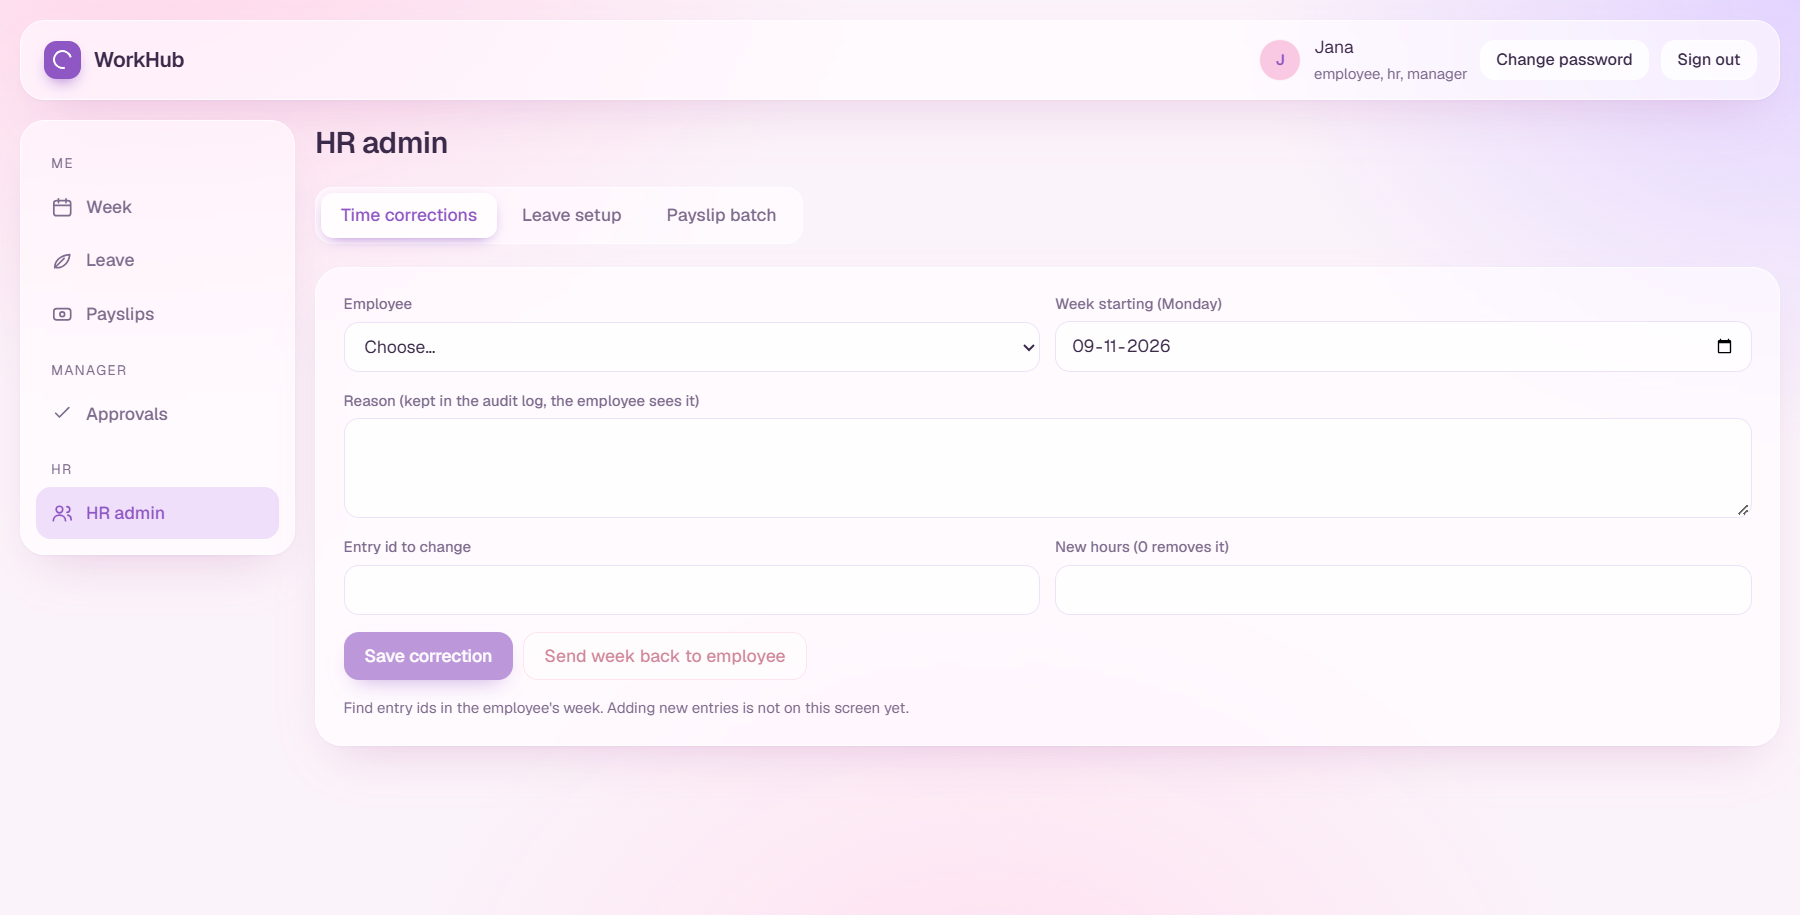 WorkHub
J
Jana
employee, hr, manager
Change password
Sign out
ME
Week
Leave
Payslips
MANAGER
Approvals
HR
HR admin
HR admin
Time corrections
Leave setup
Payslip batch
Employee
Week starting (Monday)
Choose...
09-11-2026
Reason (kept in the audit log, the employee sees it)
Entry id to change
New hours (0 removes it)
Save correction
Send week back to employee
Find entry ids in the employee's week. Adding new entries is not on this screen yet.